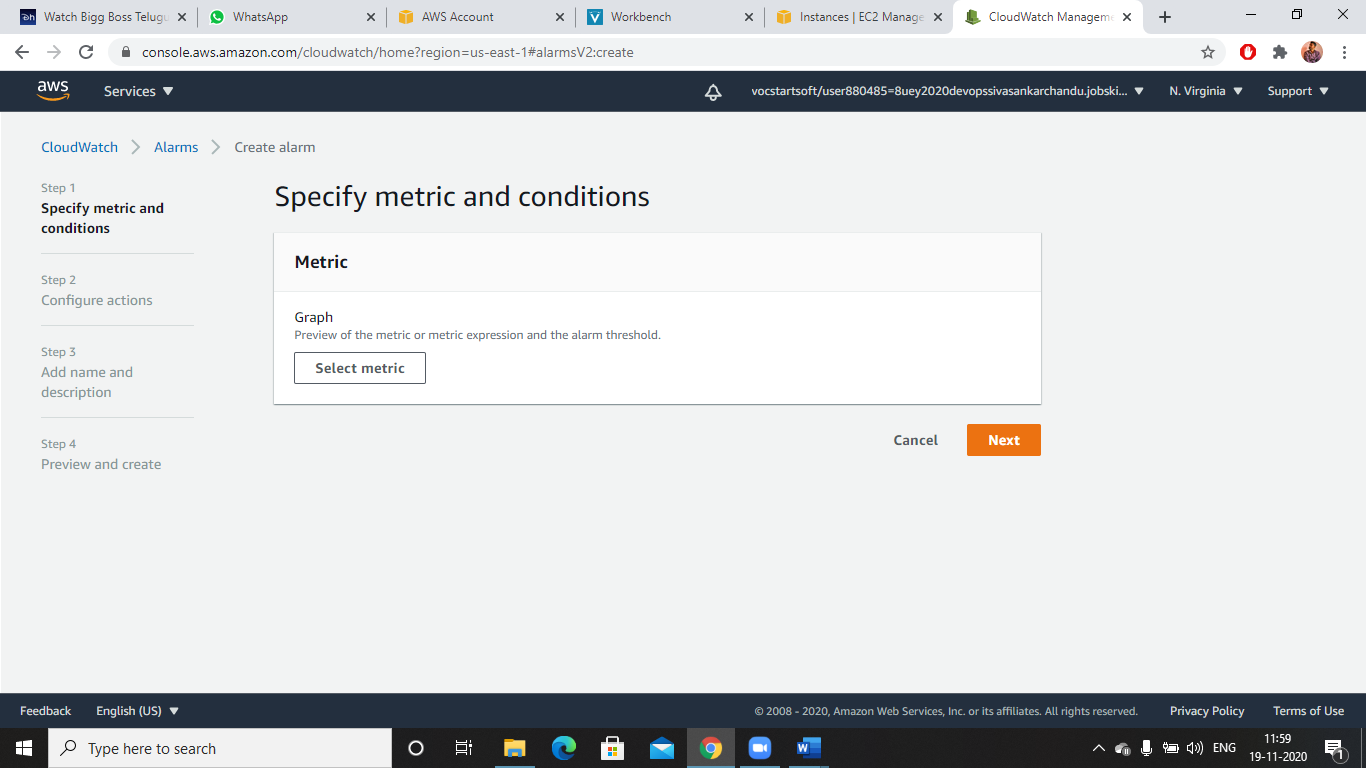 Watch Bigg Boss Telugu
WhatsApp
AWS Account
Workbench
Instances | EC2 Manage
CloudWatch Manageme
console.aws.amazon.com/cloudwatch/home?region=us-east-1#alarmsV2:create
aws
Services
vocstartsoft/user880485=8uey2020devopssivasankarchandu.jobski...
N. Virginia
Support
CloudWatch
Alarms
Create alarm
Step 1
Specify metric and
conditions
Step 2
Configure actions
Step 3
Add name and
description
Step 4
Preview and create
Specify metric and conditions
Metric
Graph
Preview of the metric or metric expression and the alarm threshold.
Select metric
Cancel
Next
Feedback
English (US)
© 2008 - 2020, Amazon Web Services, Inc. or its affiliates. All rights reserved.
Privacy Policy
Terms of Use
Type here to search
ENG
11:59
19-11-2020
1